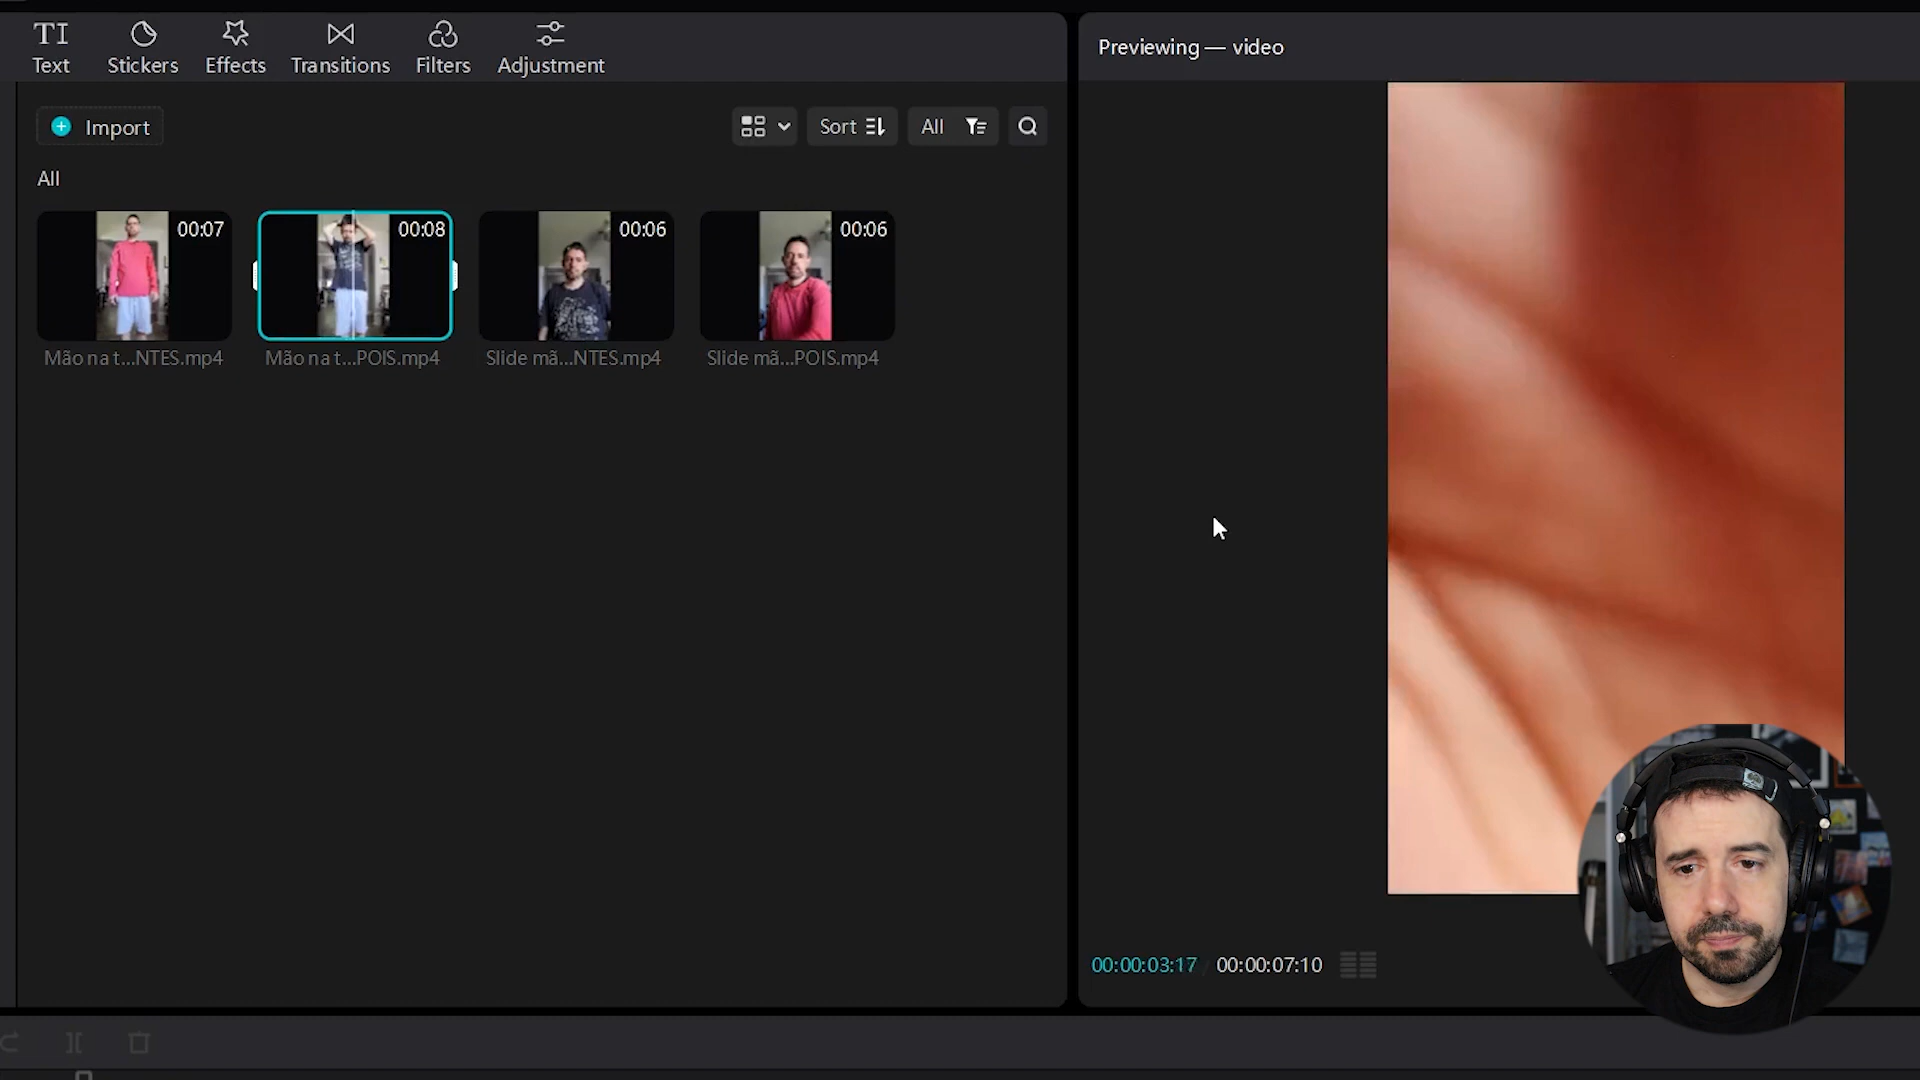 TI
Text
Stickers
Effects
Transitions
Filters
Adjustment
Previewing — video
Import
Sort
All
All
00:07
00:08
00:06
00:06
Mão na t...NTES.mp4
Mão na t...POIS.mp4
Slide mã...NTES.mp4
Slide mã...POIS.mp4
00:00:03:17 / 00:00:07:10